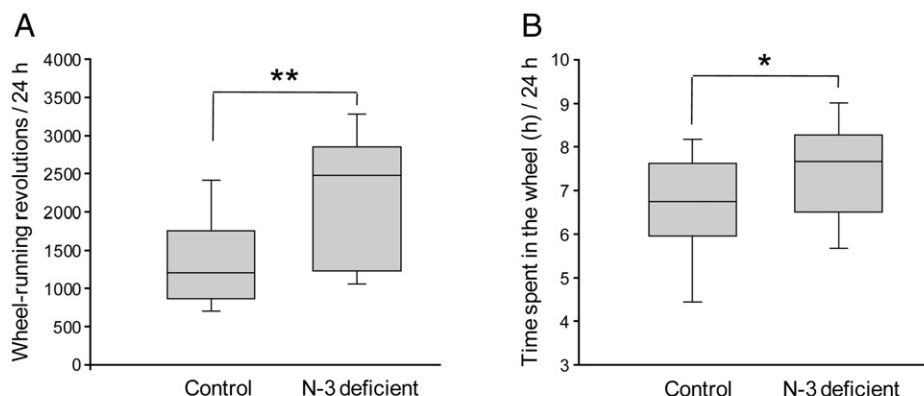 A
Wheel-running revolutions / 24 h
4000
3500
3000
2500
2000
1500
1000
500
0
**
Control
N-3 deficient
B
Time spent in the wheel (h) / 24 h
10
9
8
7
6
5
4
3
*
Control
N-3 deficient